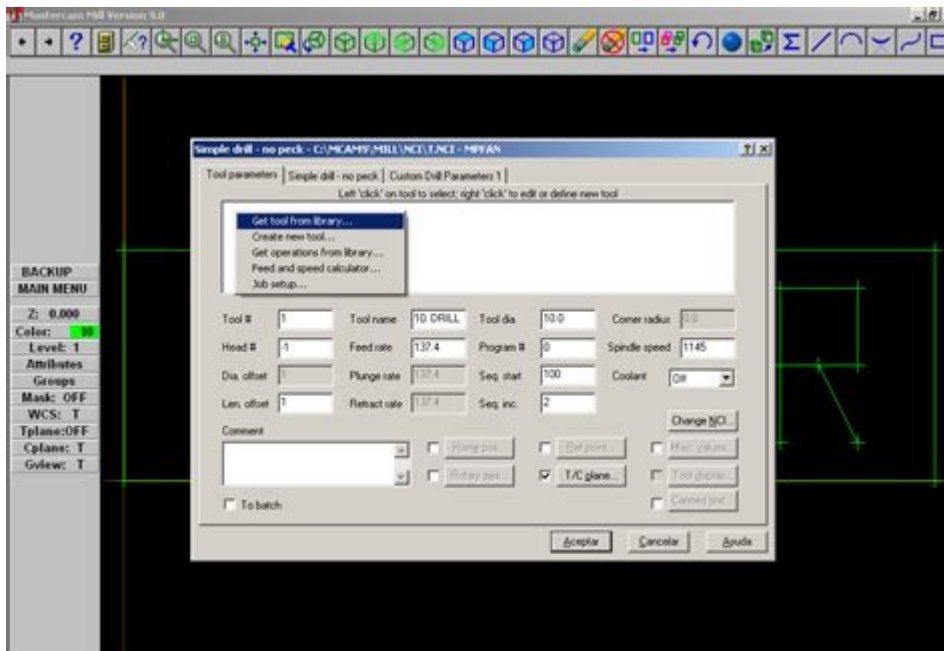 Mastercam Mill Version 9.0
Simple drill - no peck - C:\MCAM9\MILL\NCI\T.NCI - MPFAN
Tool parameters Simple drill - no peck Custom Drill Parameters 1
Left 'click' on tool to select; right 'click' to edit or define new tool
Get tool from library...
Create new tool...
Get operations from library...
Feed and speed calculator...
Job setup...
BACKUP
MAIN MENU
Z: 0.000
Color: 10
Level: 1
Attributes
Groups
Mask: OFF
WCS: T
Tplane:OFF
Cplane: T
Gview: T
Tool # 1 Tool name 10. DRILL Tool dia 10.0 Corner radius 0.0
Head # -1 Feed rate 137.4 Program # 0 Spindle speed 1145
Dia. offset 1 Plunge rate 137.4 Seq. start 100 Coolant Off
Len. offset 1 Retract rate 137.4 Seq. inc. 2
Change NCI...
Comment
Home pos... Ref point... Misc. values...
Rotary axis... T/C plane... Tool display...
To batch Canned text...
Aceptar Cancelar Ayuda